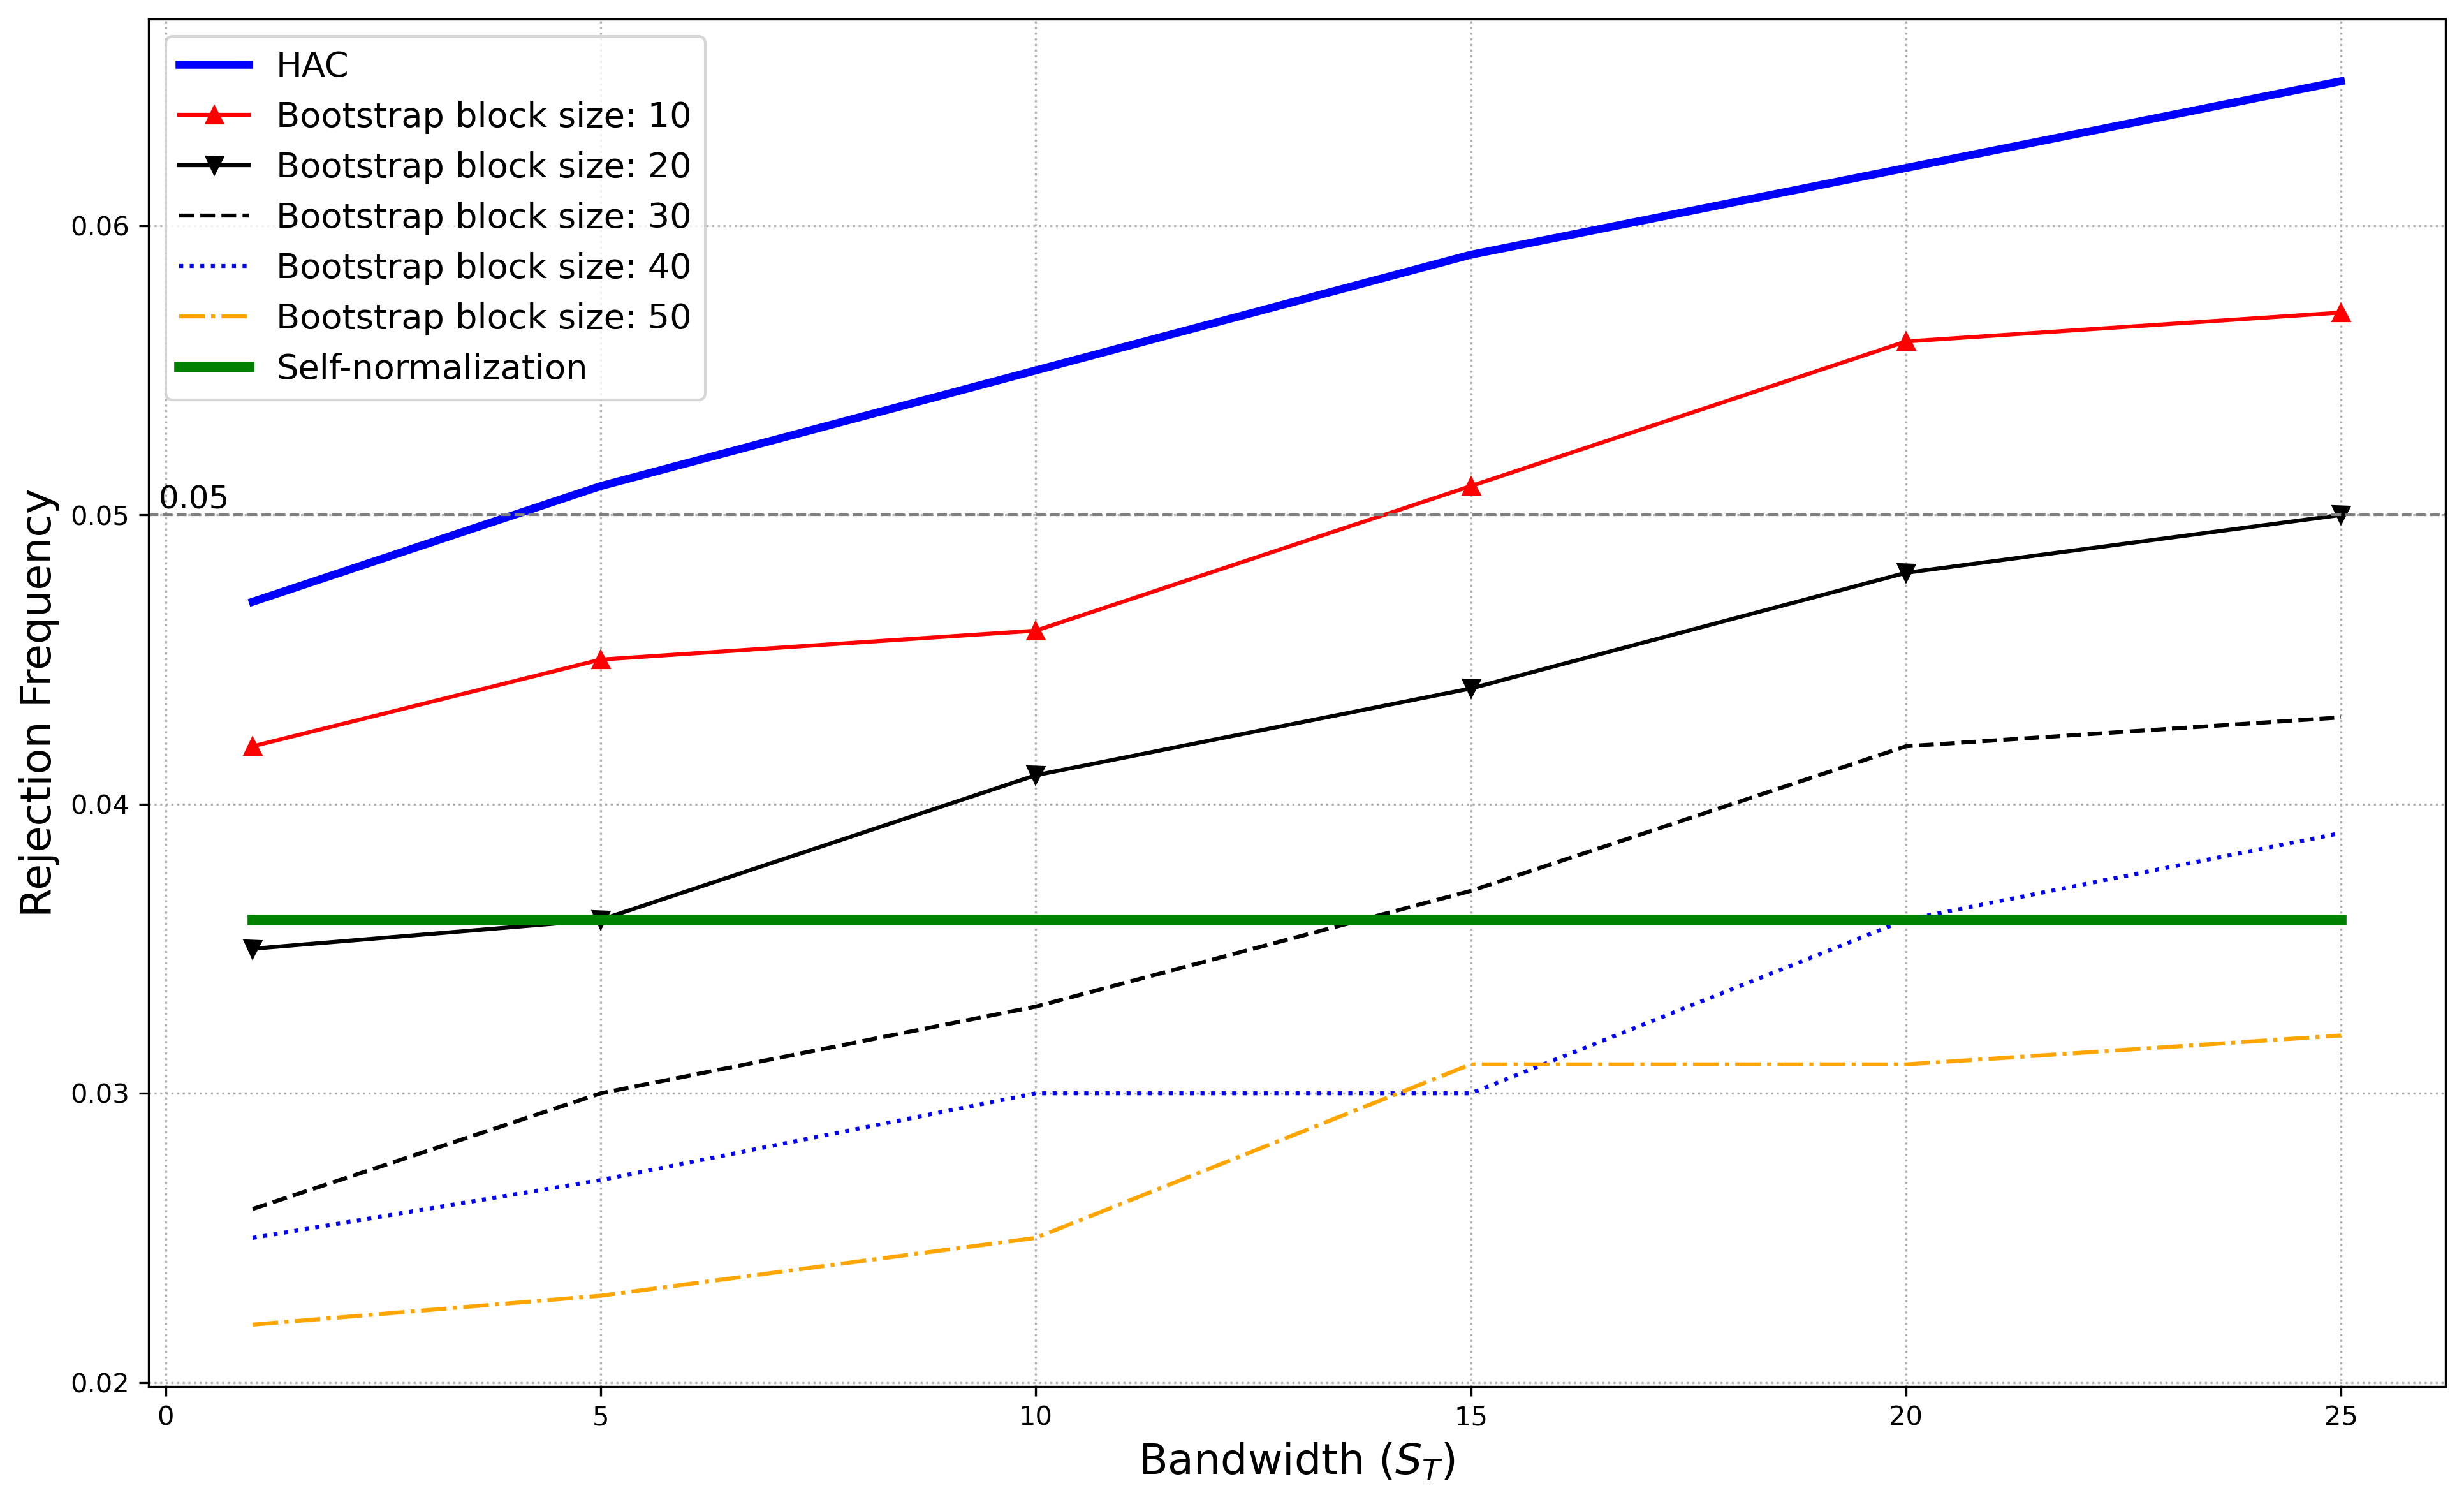 HAC
Bootstrap block size: 10
Bootstrap block size: 20
Bootstrap block size: 30
Bootstrap block size: 40
Bootstrap block size: 50
Self-normalization
0.05
Rejection Frequency
0.06
0.05
0.04
0.03
0.02
0 5 10 15 20 25
Bandwidth (S_T)